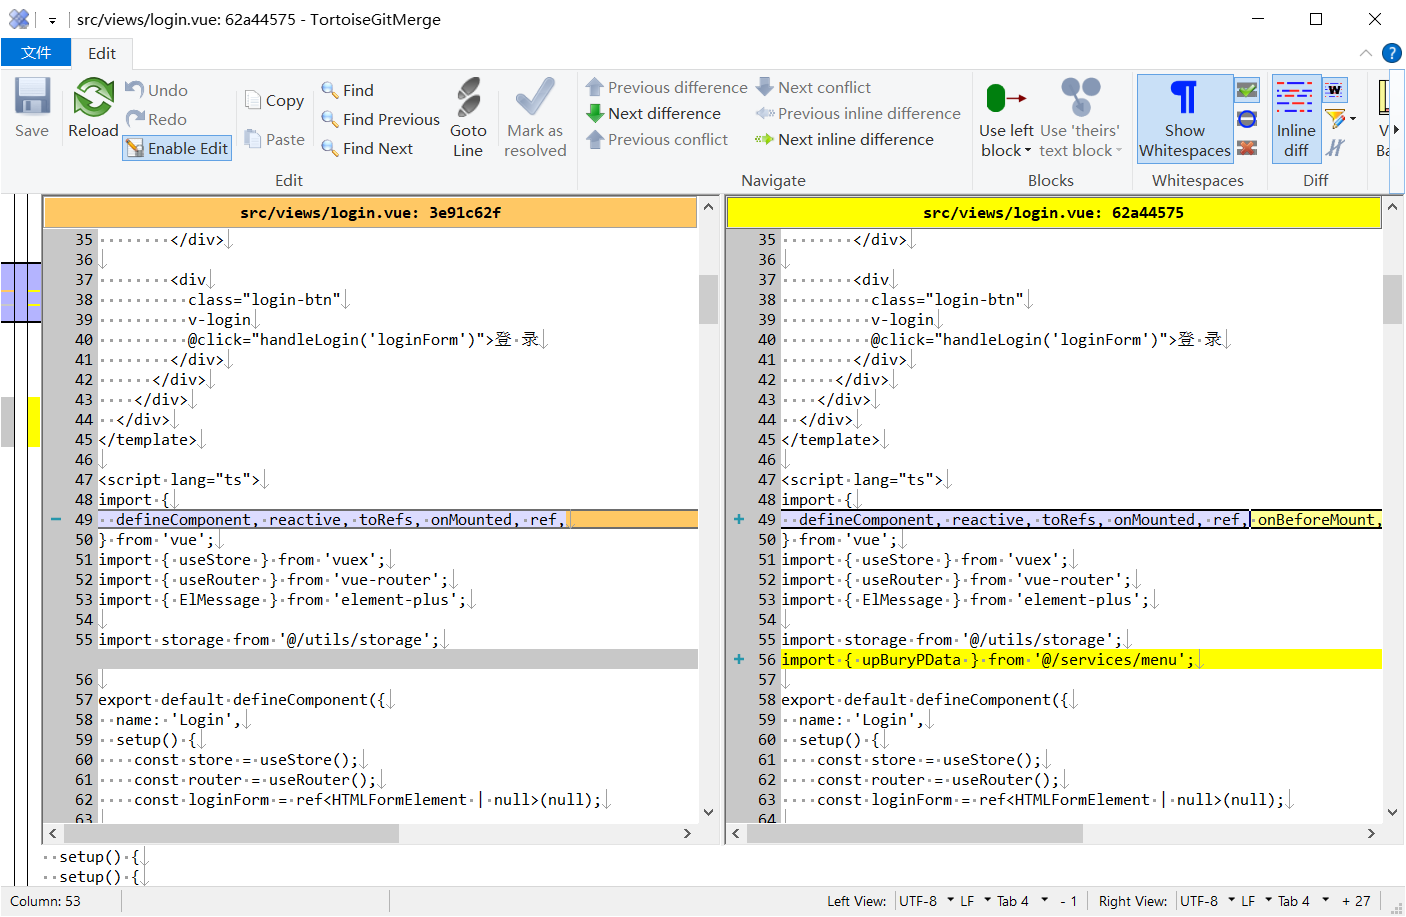 src/views/login.vue: 62a44575 - TortoiseGitMerge
文件 Edit
Save
Reload
Undo
Redo
Enable Edit
Copy
Paste
Find
Find Previous
Find Next
Goto Line
Mark as resolved
Edit
Previous difference
Next difference
Previous conflict
Next conflict
Previous inline difference
Next inline difference
Navigate
Use left block
Use 'theirs' text block
Blocks
Show Whitespaces
Whitespaces
Inline diff
Diff
src/views/login.vue: 3e91c62f
35 </div>
36
37 <div
38 class="login-btn"
39 v-login
40 @click="handleLogin('loginForm')">登 录
41 </div>
42 </div>
43 </div>
44 </div>
45 </template>
46
47 <script lang="ts">
48 import {
49 defineComponent, reactive, toRefs, onMounted, ref,
50 } from 'vue';
51 import { useStore } from 'vuex';
52 import { useRouter } from 'vue-router';
53 import { ElMessage } from 'element-plus';
54
55 import storage from '@/utils/storage';
56
57 export default defineComponent({
58 name: 'Login',
59 setup() {
60 const store = useStore();
61 const router = useRouter();
62 const loginForm = ref<HTMLFormElement | null>(null);
63
src/views/login.vue: 62a44575
35 </div>
36
37 <div
38 class="login-btn"
39 v-login
40 @click="handleLogin('loginForm')">登 录
41 </div>
42 </div>
43 </div>
44 </div>
45 </template>
46
47 <script lang="ts">
48 import {
49 defineComponent, reactive, toRefs, onMounted, ref, onBeforeMount,
50 } from 'vue';
51 import { useStore } from 'vuex';
52 import { useRouter } from 'vue-router';
53 import { ElMessage } from 'element-plus';
54
55 import storage from '@/utils/storage';
56 import { upBuryPData } from '@/services/menu';
57
58 export default defineComponent({
59 name: 'Login',
60 setup() {
61 const store = useStore();
62 const router = useRouter();
63 const loginForm = ref<HTMLFormElement | null>(null);
64
setup() {
setup() {
Column: 53 Left View: UTF-8 LF Tab 4 - 1 Right View: UTF-8 LF Tab 4 + 27